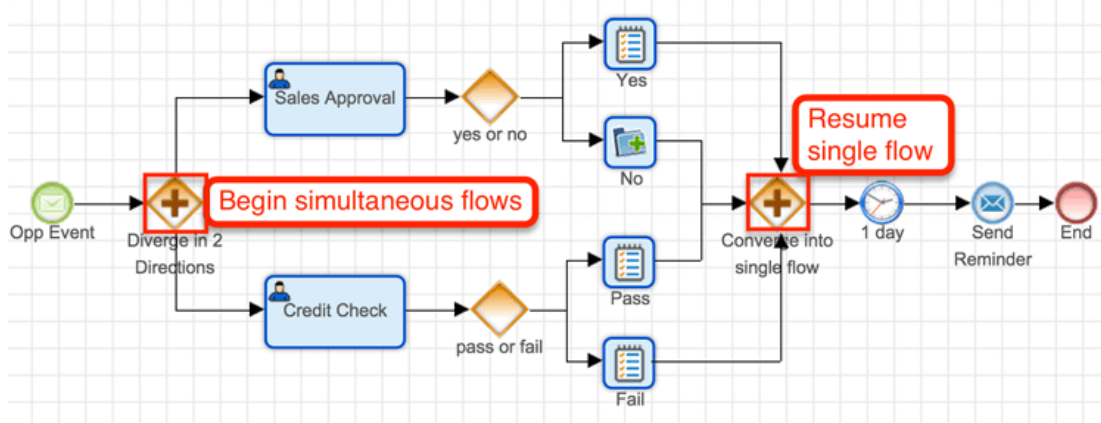 Yes
Sales Approval
yes or no
Resume
single flow
No
Begin simultaneous flows
Opp Event
Diverge in 2
Directions
Converge into
single flow
1 day
Send
Reminder
End
Credit Check
pass or fail
Pass
Fail